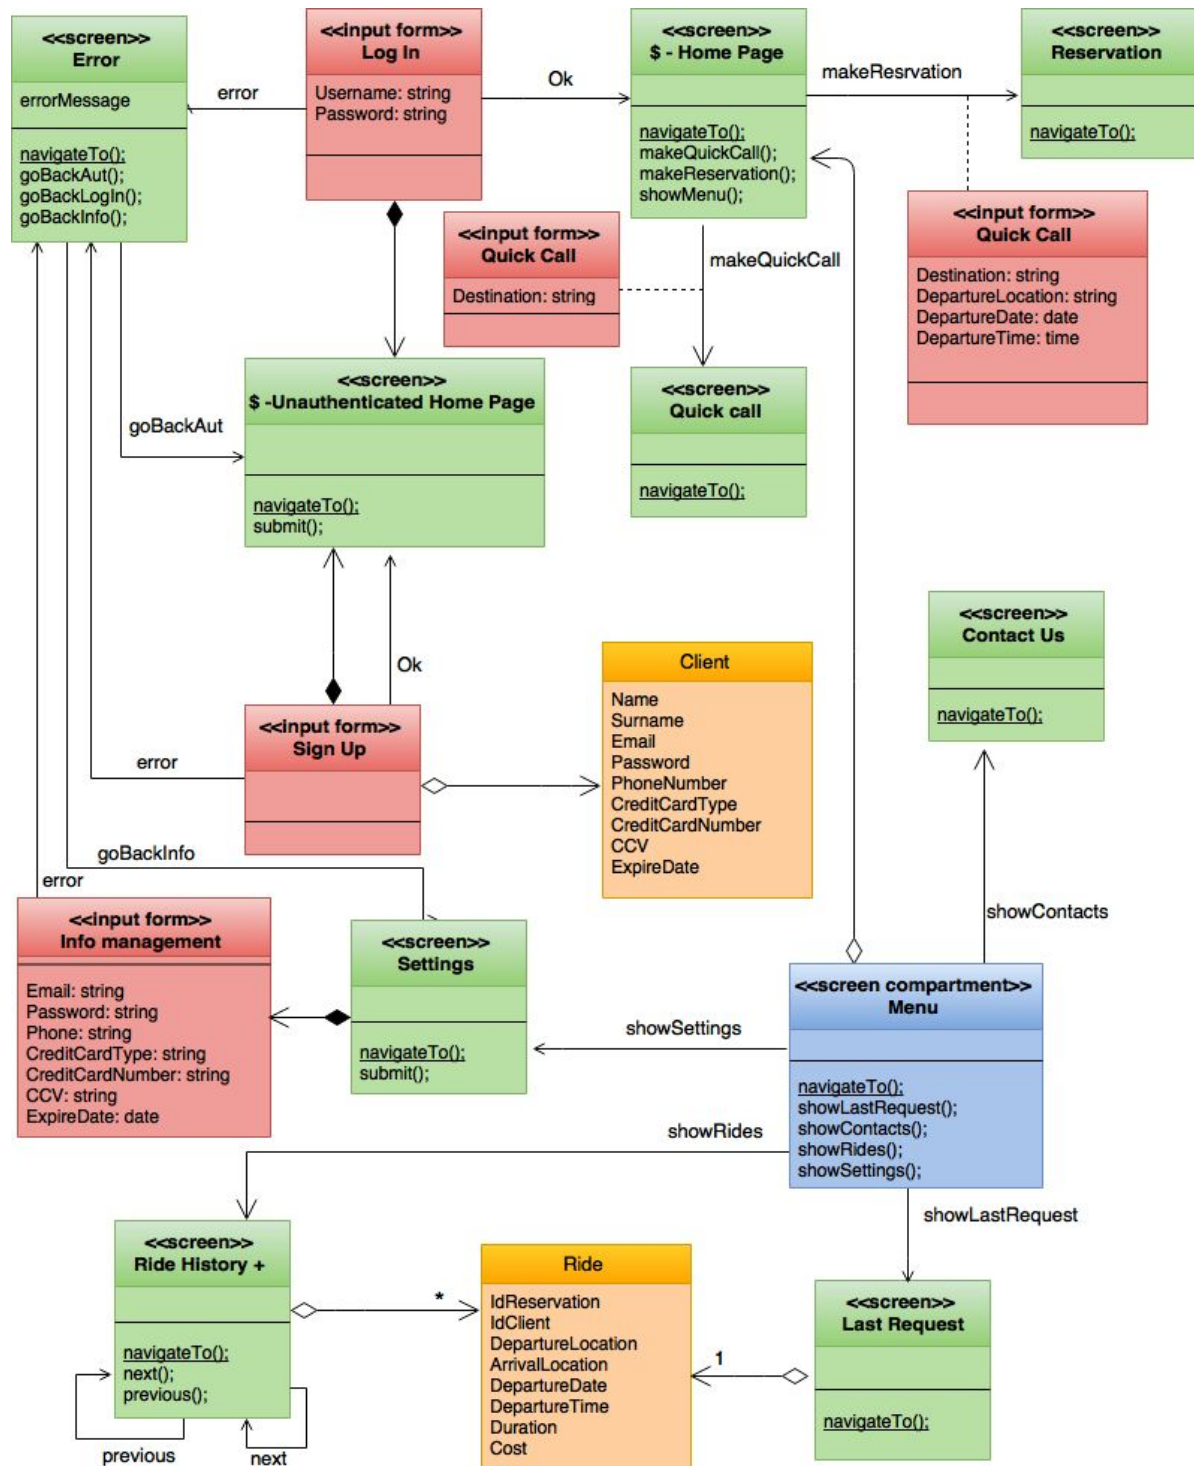 <<screen>>
Error
errorMessage
navigateTo();
goBackAut();
goBackLogIn();
goBackInfo();
error
<<input form>>
Log In
Username: string
Password: string
Ok
<<screen>>
$ - Home Page
navigateTo();
makeQuickCall();
makeReservation();
showMenu();
makeResrvation
<<screen>>
Reservation
navigateTo();
<<input form>>
Quick Call
Destination: string
makeQuickCall
<<input form>>
Quick Call
Destination: string
DepartureLocation: string
DepartureDate: date
DepartureTime: time
<<screen>>
$ -Unauthenticated Home Page
navigateTo();
submit();
goBackAut
<<screen>>
Quick call
navigateTo();
<<screen>>
Contact Us
navigateTo();
Ok
<<input form>>
Sign Up
error
Client
Name
Surname
Email
Password
PhoneNumber
CreditCardType
CreditCardNumber
CCV
ExpireDate
goBackInfo
error
<<input form>>
Info management
Email: string
Password: string
Phone: string
CreditCardType: string
CreditCardNumber: string
CCV: string
ExpireDate: date
<<screen>>
Settings
navigateTo();
submit();
showSettings
showContacts
<<screen compartment>>
Menu
navigateTo();
showLastRequest();
showContacts();
showRides();
showSettings();
showRides
showLastRequest
<<screen>>
Ride History +
navigateTo();
next();
previous();
previous
next
*
Ride
IdReservation
IdClient
DepartureLocation
ArrivalLocation
DepartureDate
DepartureTime
Duration
Cost
1
<<screen>>
Last Request
navigateTo();